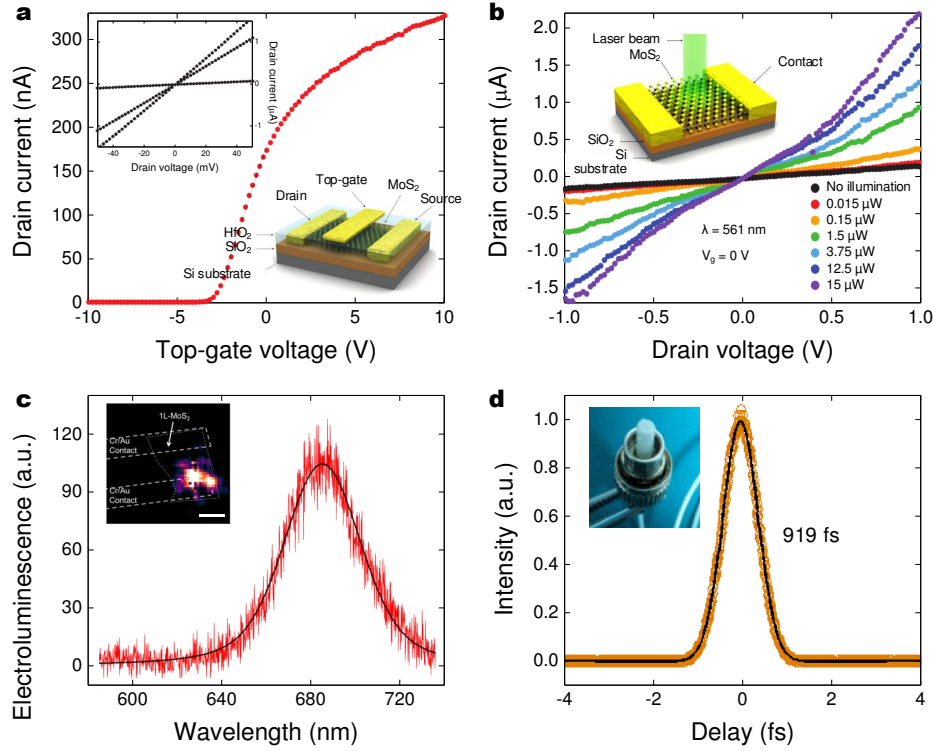 a
Drain current (nA)
300
250
200
150
100
50
0
-10
-5
0
5
10
Top-gate voltage (V)
Drain current (µA)
1
0
-1
-40
-20
0
20
40
Drain voltage (mV)
Top-gate
MoS2
Drain
Source
HfO2
SiO2
Si substrate
b
Drain current (µA)
2.0
1.5
1.0
0.5
0.0
-0.5
-1.0
-1.5
-1.0
-0.5
0.0
0.5
1.0
Drain voltage (V)
Laser beam
MoS2
Contact
SiO2
Si
substrate
λ = 561 nm
Vg = 0 V
No illumination
0.015 µW
0.15 µW
1.5 µW
3.75 µW
12.5 µW
15 µW
c
Electroluminescence (a.u.)
120
90
60
30
0
600
640
680
720
Wavelength (nm)
1L-MoS2
Cr/Au
Contact
Cr/Au
Contact
d
Intensity (a.u.)
1.0
0.8
0.6
0.4
0.2
0.0
-4
-2
0
2
4
Delay (fs)
919 fs